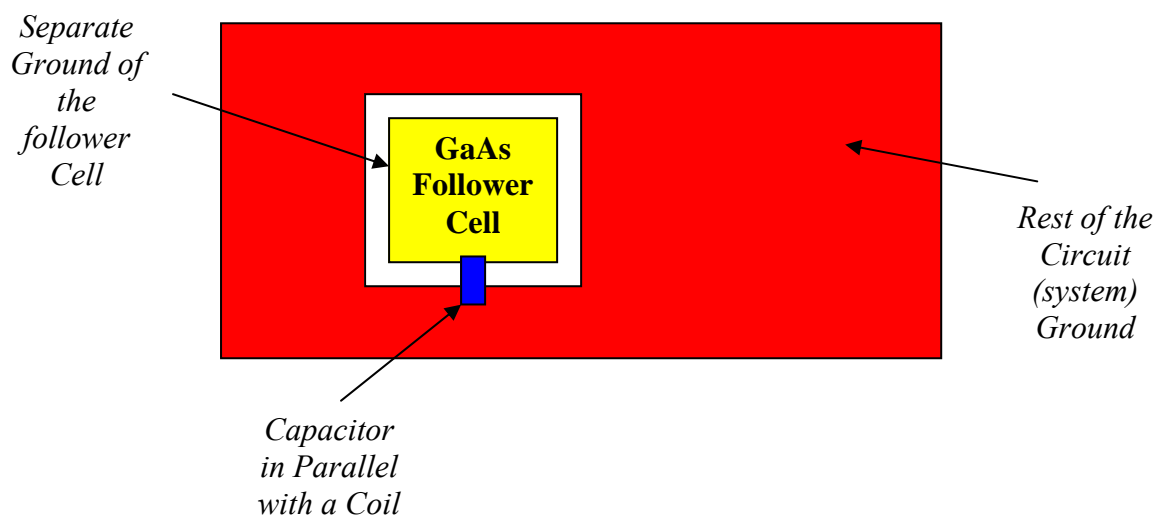 Separate
Ground of
the
follower
Cell
GaAs
Follower
Cell
Rest of the
Circuit
(system)
Ground
Capacitor
in Parallel
with a Coil